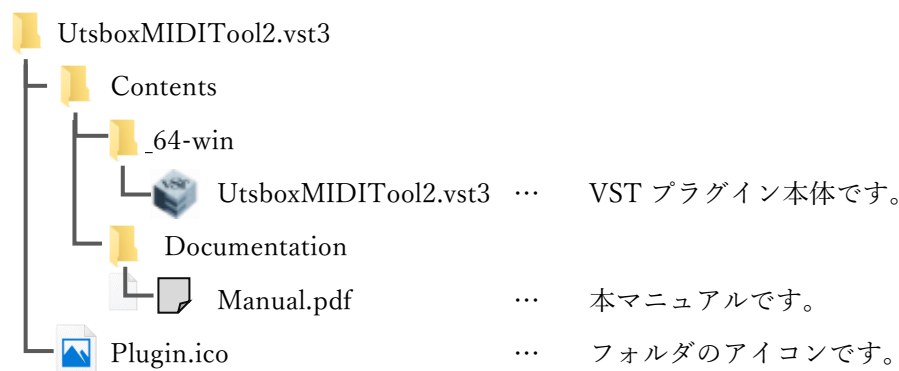 UtsboxMIDITool2.vst3
Contents
_64-win
UtsboxMIDITool2.vst3 … VST プラグイン本体です。
Documentation
Manual.pdf … 本マニュアルです。
Plugin.ico … フォルダのアイコンです。